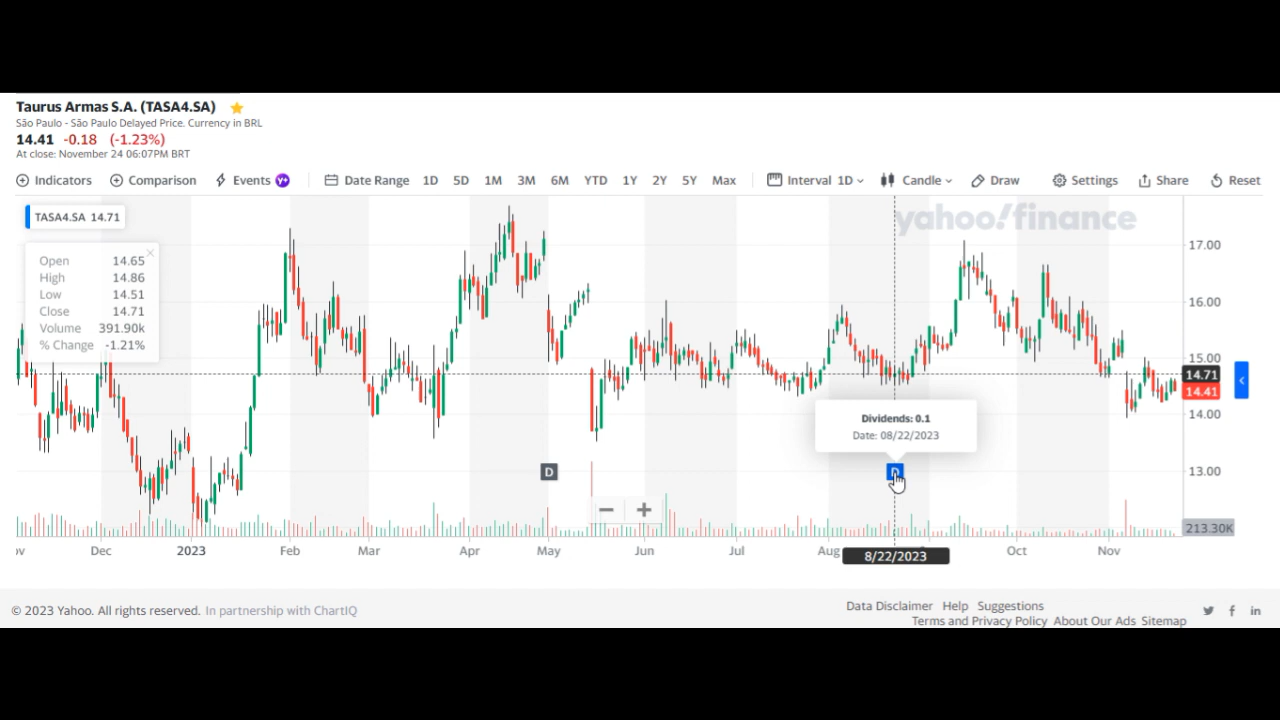 Taurus Armas S.A. (TASA4.SA)
São Paulo - São Paulo Delayed Price. Currency in BRL
14.41 -0.18 (-1.23%)
At close: November 24 06:07PM BRT
Indicators Comparison Events Y+ Date Range 1D 5D 1M 3M 6M YTD 1Y 2Y 5Y Max Interval 1D Candle Draw Settings Share Reset
TASA4.SA 14.71
yahoo!finance
Open 14.65
High 14.86
Low 14.51
Close 14.71
Volume 391.90k
% Change -1.21%
17.00
16.00
15.00
14.71
14.41
14.00
13.00
213.30K
Dividends: 0.1
Date: 08/22/2023
D D
Dec 2023 Feb Mar Apr May Jun Jul Aug 8/22/2023 Oct Nov
© 2023 Yahoo. All rights reserved. In partnership with ChartIQ
Data Disclaimer Help Suggestions
Terms and Privacy Policy About Our Ads Sitemap